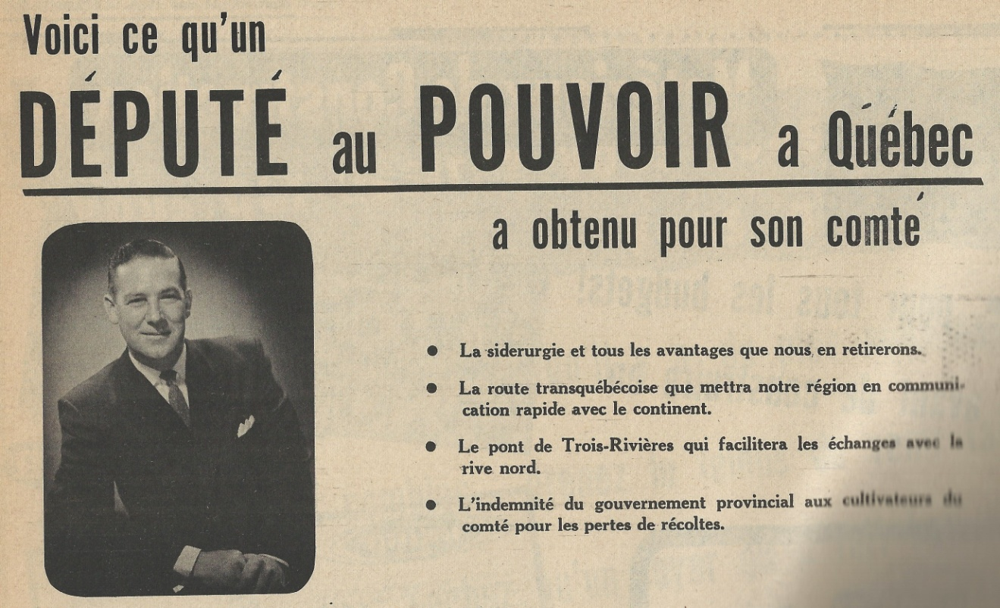 Voici ce qu'un
DÉPUTÉ au POUVOIR a Québec
a obtenu pour son comté
• La siderurgie et tous les avantages que nous en retirerons.
• La route transquébécoise que mettra notre région en communi-
cation rapide avec le continent.
• Le pont de Trois-Rivières qui facilitera les échanges avec la
rive nord.
• L'indemnité du gouvernement provincial aux cultivateurs du
comté pour les pertes de récoltes.